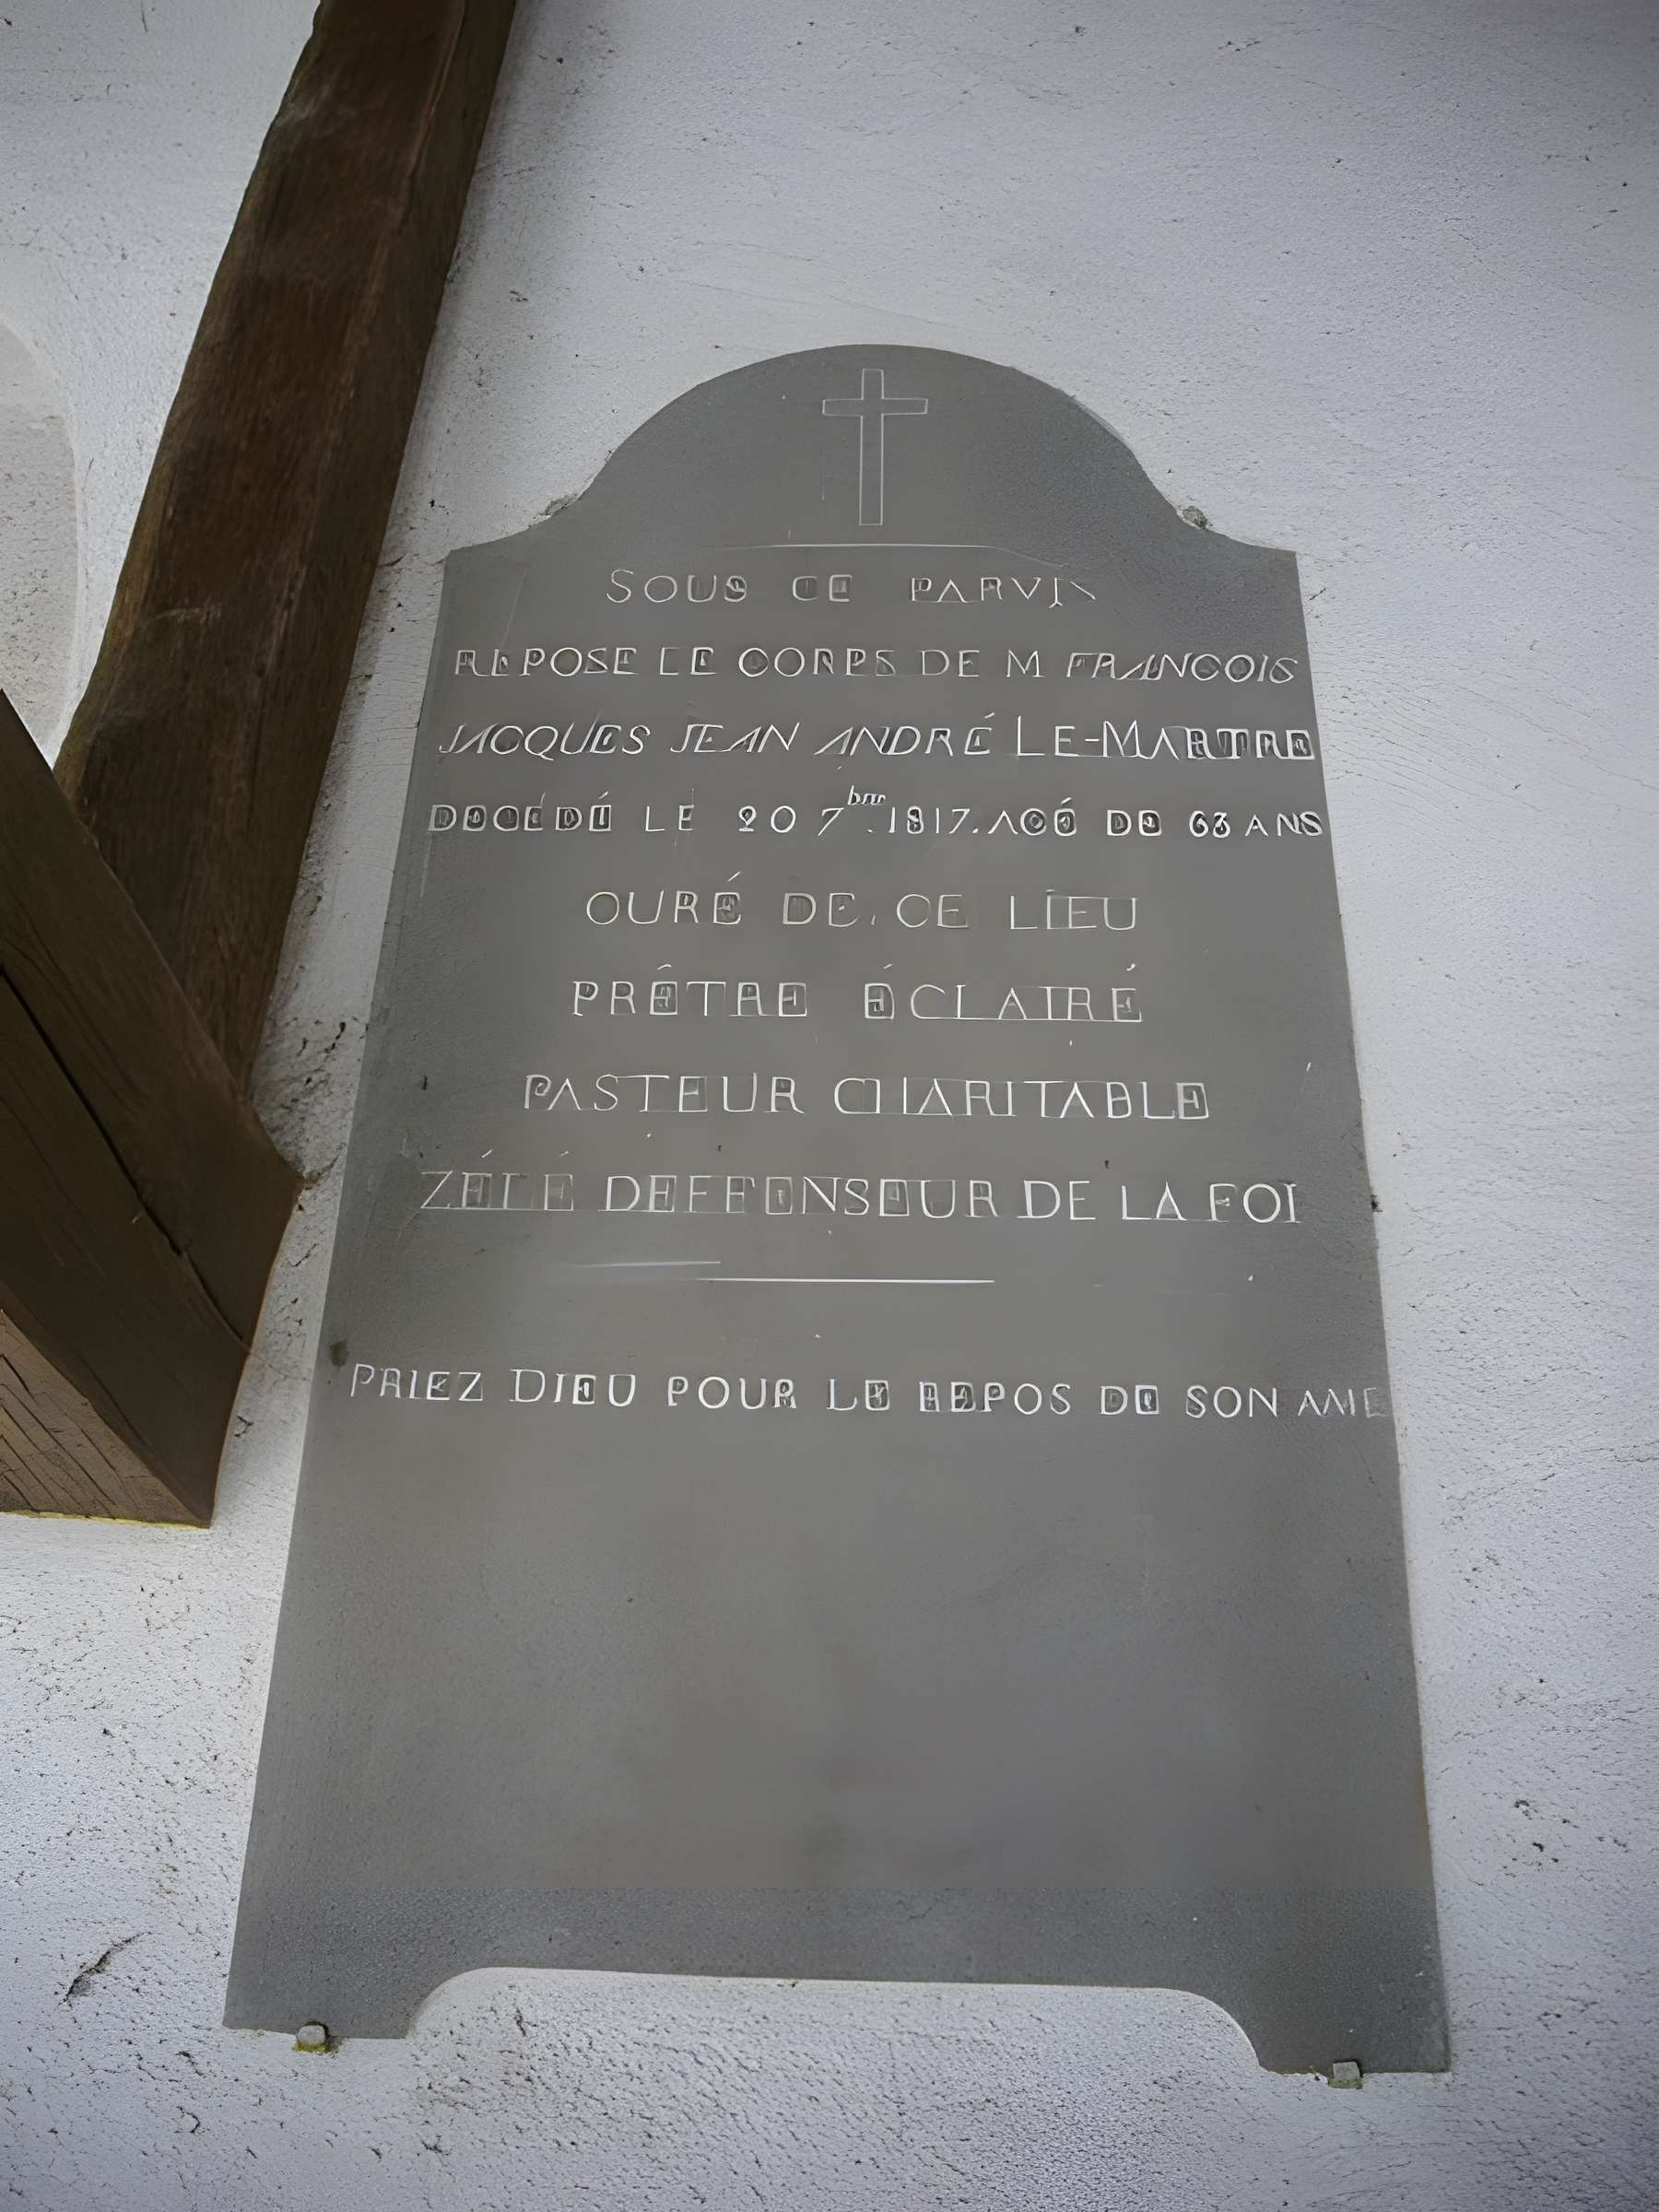 SOUS CE PARVIS
REPOSE LE CORPS DE M FRANCOIS
JACQUES JEAN ANDRÉ LE-MARTRE
DECEDÉ LE 20 7bre. 1817. AGÉ DE 63 ANS
CURÉ DE CE LIEU
PRÊTRE ÉCLAIRÉ
PASTEUR CHARITABLE
ZÉLÉ DEFFENSEUR DE LA FOI
PRIEZ DIEU POUR LE REPOS DE SON AME